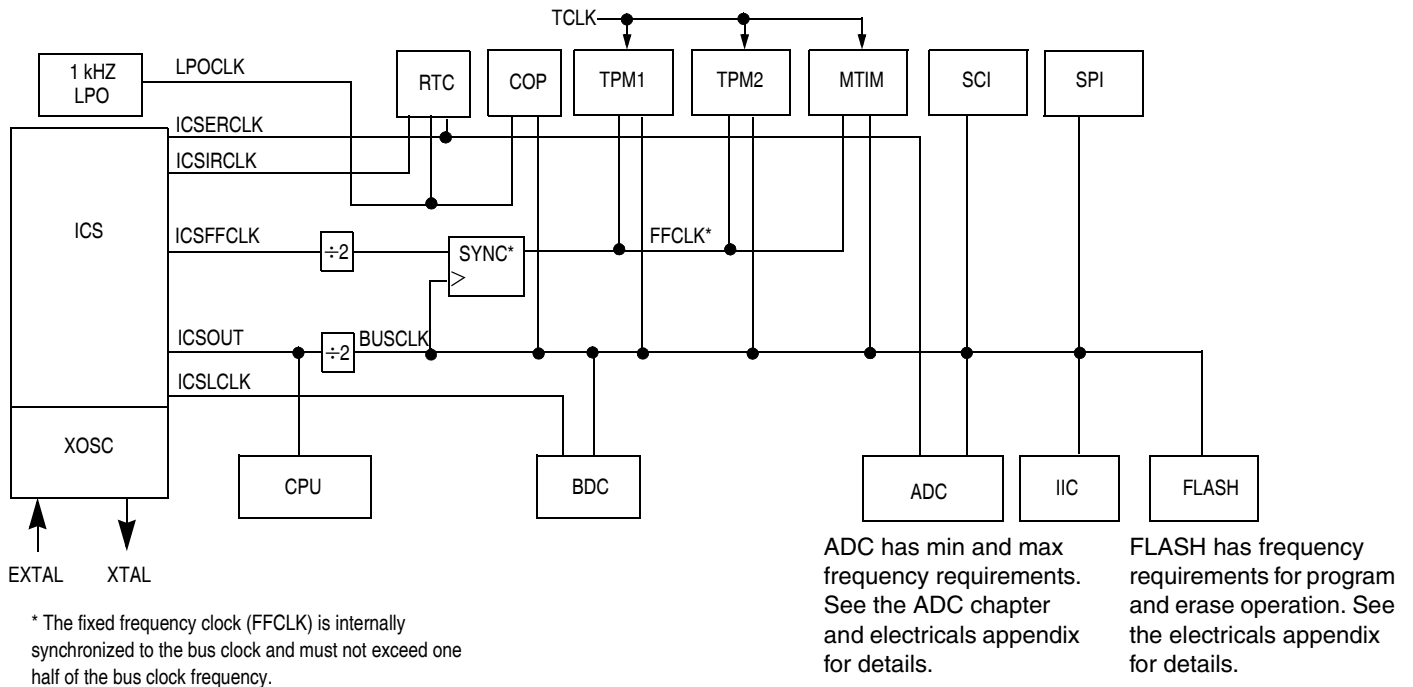 TCLK
1 kHZ
LPO
LPOCLK
RTC
COP
TPM1
TPM2
MTIM
SCI
SPI
ICSERCLK
ICSIRCLK
ICS
ICSFFCLK
÷2
SYNC*
FFCLK*
ICSOUT
÷2
BUSCLK
ICSLCLK
XOSC
CPU
BDC
ADC
IIC
FLASH
EXTAL
XTAL
ADC has min and max
frequency requirements.
See the ADC chapter
and electricals appendix
for details.
FLASH has frequency
requirements for program
and erase operation. See
the electricals appendix
for details.
* The fixed frequency clock (FFCLK) is internally
synchronized to the bus clock and must not exceed one
half of the bus clock frequency.